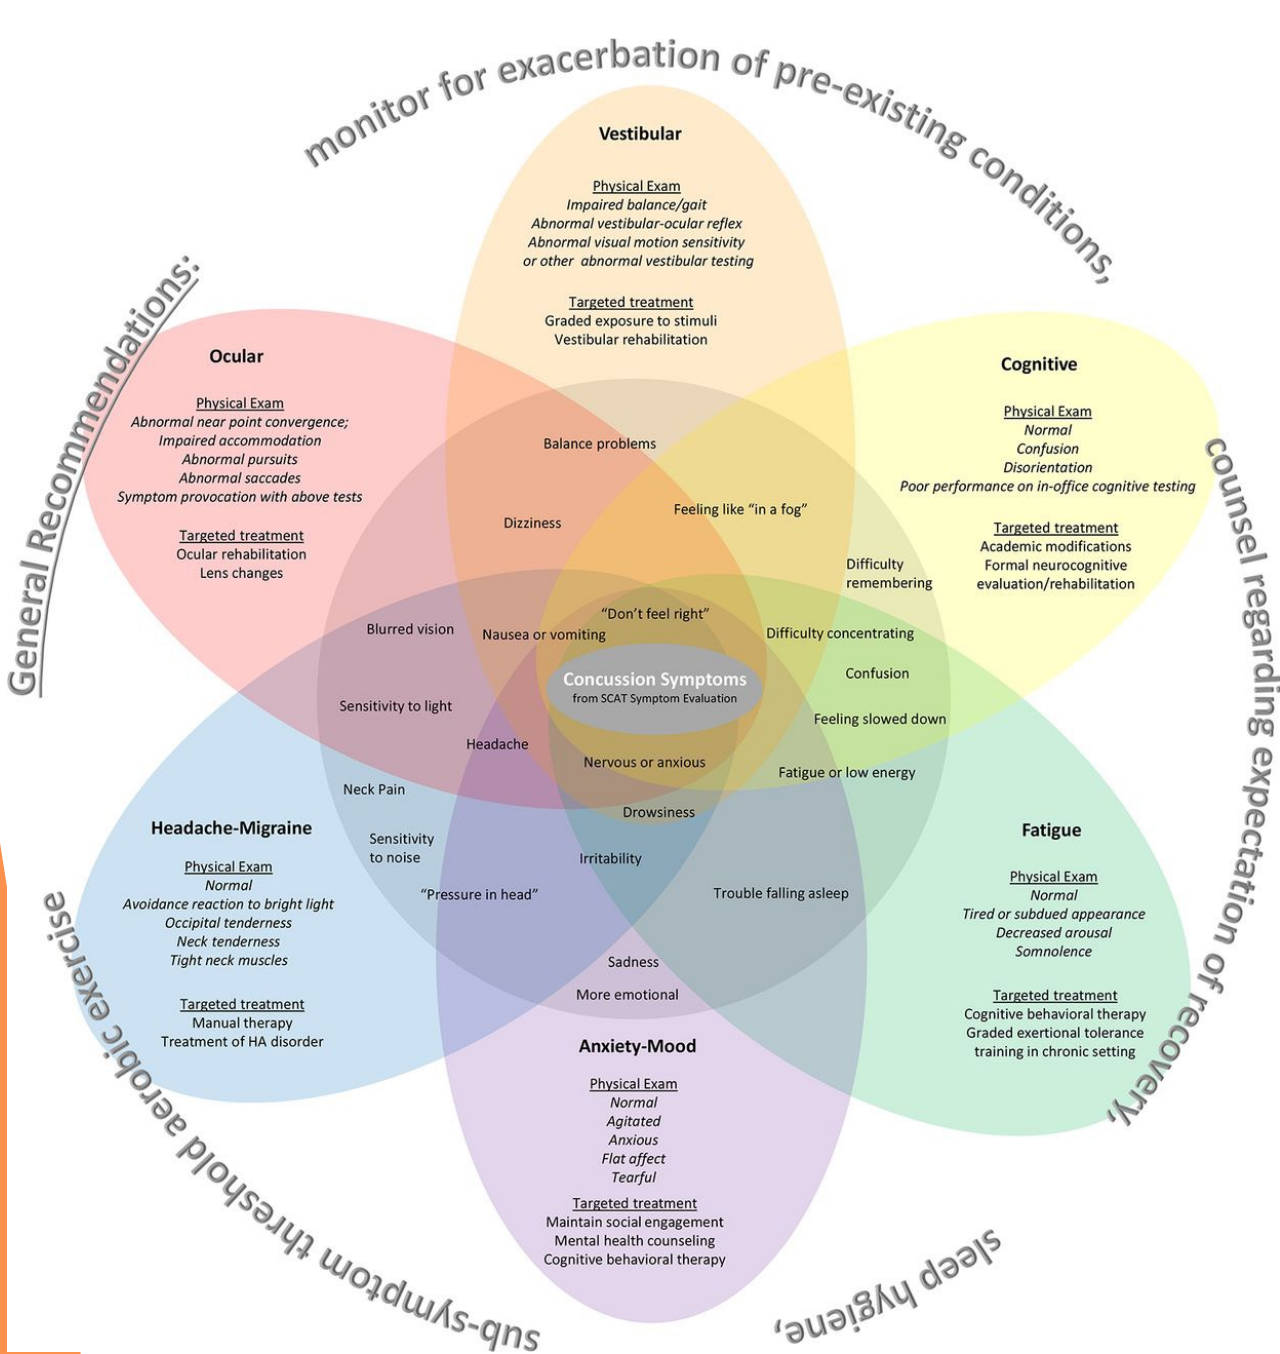 General Recommendations:
monitor for exacerbation of pre-existing conditions,
counsel regarding expectation of recovery,
sleep hygiene,
sub-symptom threshold aerobic exercise
Vestibular
Physical Exam
Impaired balance/gait
Abnormal vestibular-ocular reflex
Abnormal visual motion sensitivity
or other abnormal vestibular testing
Targeted treatment
Graded exposure to stimuli
Vestibular rehabilitation
Ocular
Physical Exam
Abnormal near point convergence;
Impaired accommodation
Abnormal pursuits
Abnormal saccades
Symptom provocation with above tests
Targeted treatment
Ocular rehabilitation
Lens changes
Cognitive
Physical Exam
Normal
Confusion
Disorientation
Poor performance on in-office cognitive testing
Targeted treatment
Academic modifications
Formal neurocognitive
evaluation/rehabilitation
Balance problems
Feeling like “in a fog”
Dizziness
Difficulty
remembering
“Don’t feel right”
Blurred vision
Nausea or vomiting
Difficulty concentrating
Concussion Symptoms
from SCAT Symptom Evaluation
Confusion
Sensitivity to light
Feeling slowed down
Headache
Nervous or anxious
Fatigue or low energy
Neck Pain
Drowsiness
Sensitivity
to noise
Irritability
“Pressure in head”
Trouble falling asleep
Sadness
More emotional
Headache-Migraine
Physical Exam
Normal
Avoidance reaction to bright light
Occipital tenderness
Neck tenderness
Tight neck muscles
Targeted treatment
Manual therapy
Treatment of HA disorder
Fatigue
Physical Exam
Normal
Tired or subdued appearance
Decreased arousal
Somnolence
Targeted treatment
Cognitive behavioral therapy
Graded exertional tolerance
training in chronic setting
Anxiety-Mood
Physical Exam
Normal
Agitated
Anxious
Flat affect
Tearful
Targeted treatment
Maintain social engagement
Mental health counseling
Cognitive behavioral therapy